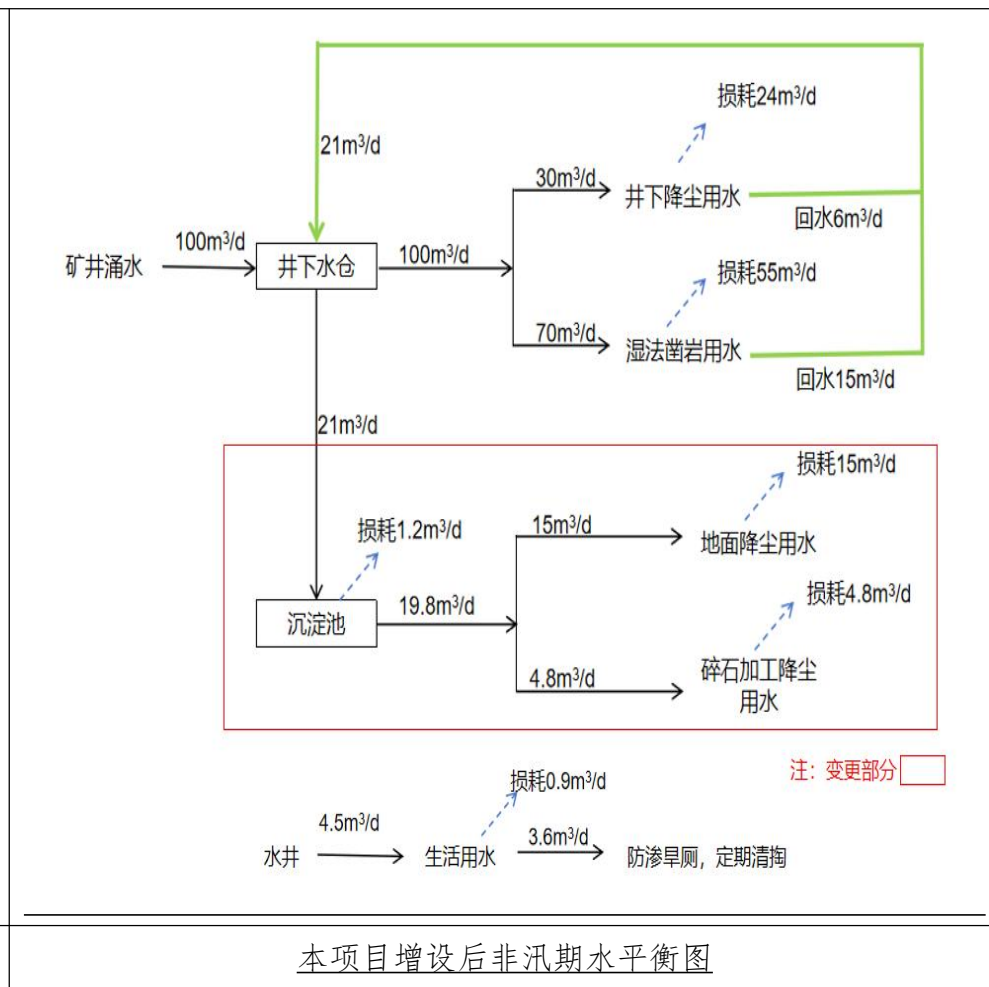 损耗24m³/d
21m³/d
30m³/d
井下降尘用水
回水6m³/d
矿井涌水
100m³/d
井下水仓
100m³/d
损耗55m³/d
70m³/d
湿法凿岩用水
回水15m³/d
21m³/d
损耗15m³/d
损耗1.2m³/d
15m³/d
地面降尘用水
沉淀池
19.8m³/d
损耗4.8m³/d
4.8m³/d
碎石加工降尘
用水
注：变更部分
损耗0.9m³/d
水井
4.5m³/d
生活用水
3.6m³/d
防渗旱厕，定期清掏
本项目增设后非汛期水平衡图